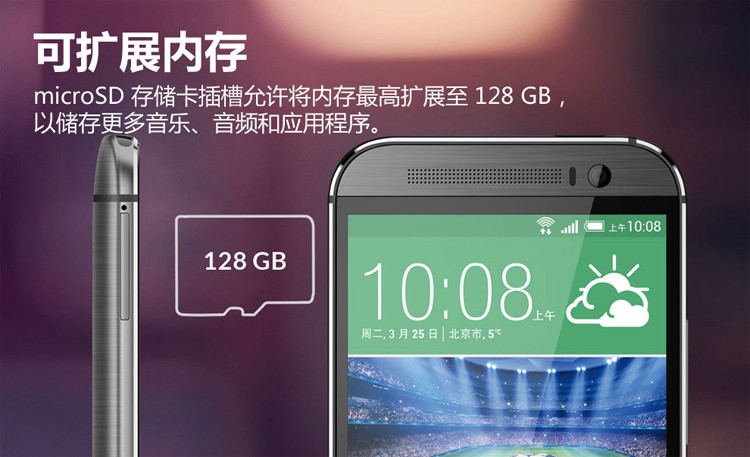 可扩展内存
microSD 存储卡插槽允许将内存最高扩展至 128 GB，
以储存更多音乐、音频和应用程序。
128 GB
上午10:08
10:08上午
周二, 3 月 25 日 北京市, 5℃